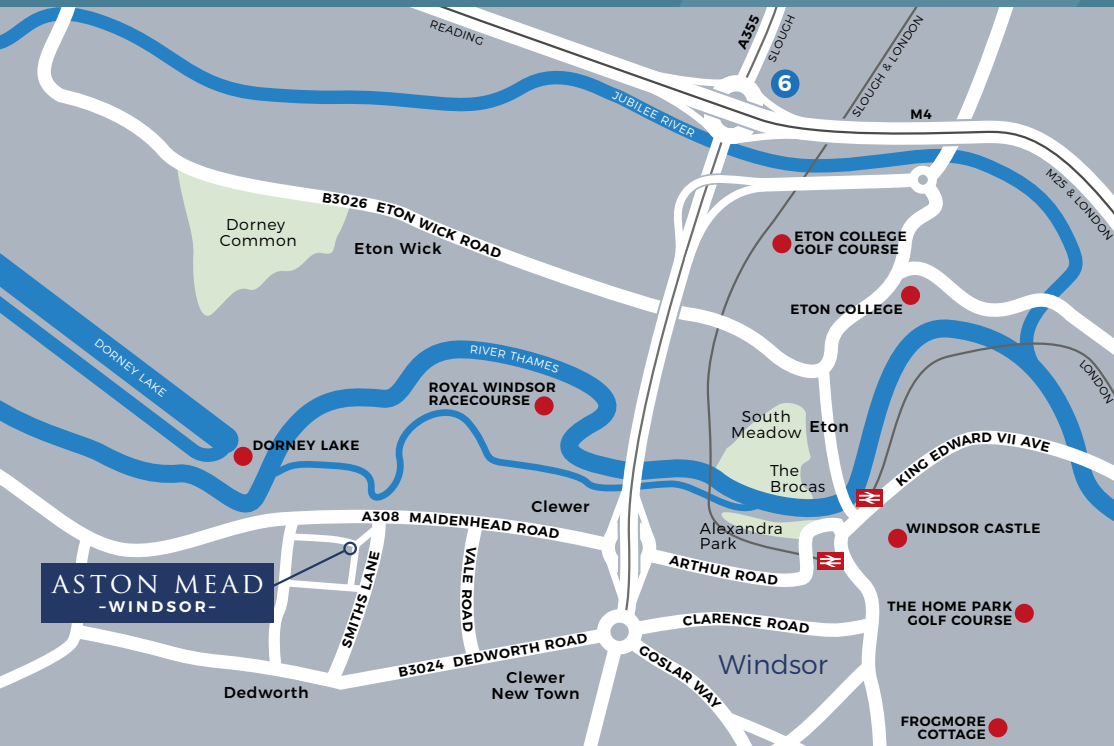 READING
A355
SLOUGH
SLOUGH & LONDON
6
JUBILEE RIVER
M4
M25 & LONDON
B3026 ETON WICK ROAD
Dorney
Common
Eton Wick
ETON COLLEGE
GOLF COURSE
ETON COLLEGE
DORNEY LAKE
RIVER THAMES
LONDON
ROYAL WINDSOR
RACECOURSE
South
Meadow
Eton
DORNEY LAKE
KING EDWARD VII AVE
The
Brocas
Clewer
A308 MAIDENHEAD ROAD
Alexandra
Park
WINDSOR CASTLE
ARTHUR ROAD
ASTON MEAD
-WINDSOR-
SMITHS LANE
VALE ROAD
THE HOME PARK
GOLF COURSE
CLARENCE ROAD
B3024 DEDWORTH ROAD
GOSLAR WAY
Windsor
Dedworth
Clewer
New Town
FROGMORE
COTTAGE